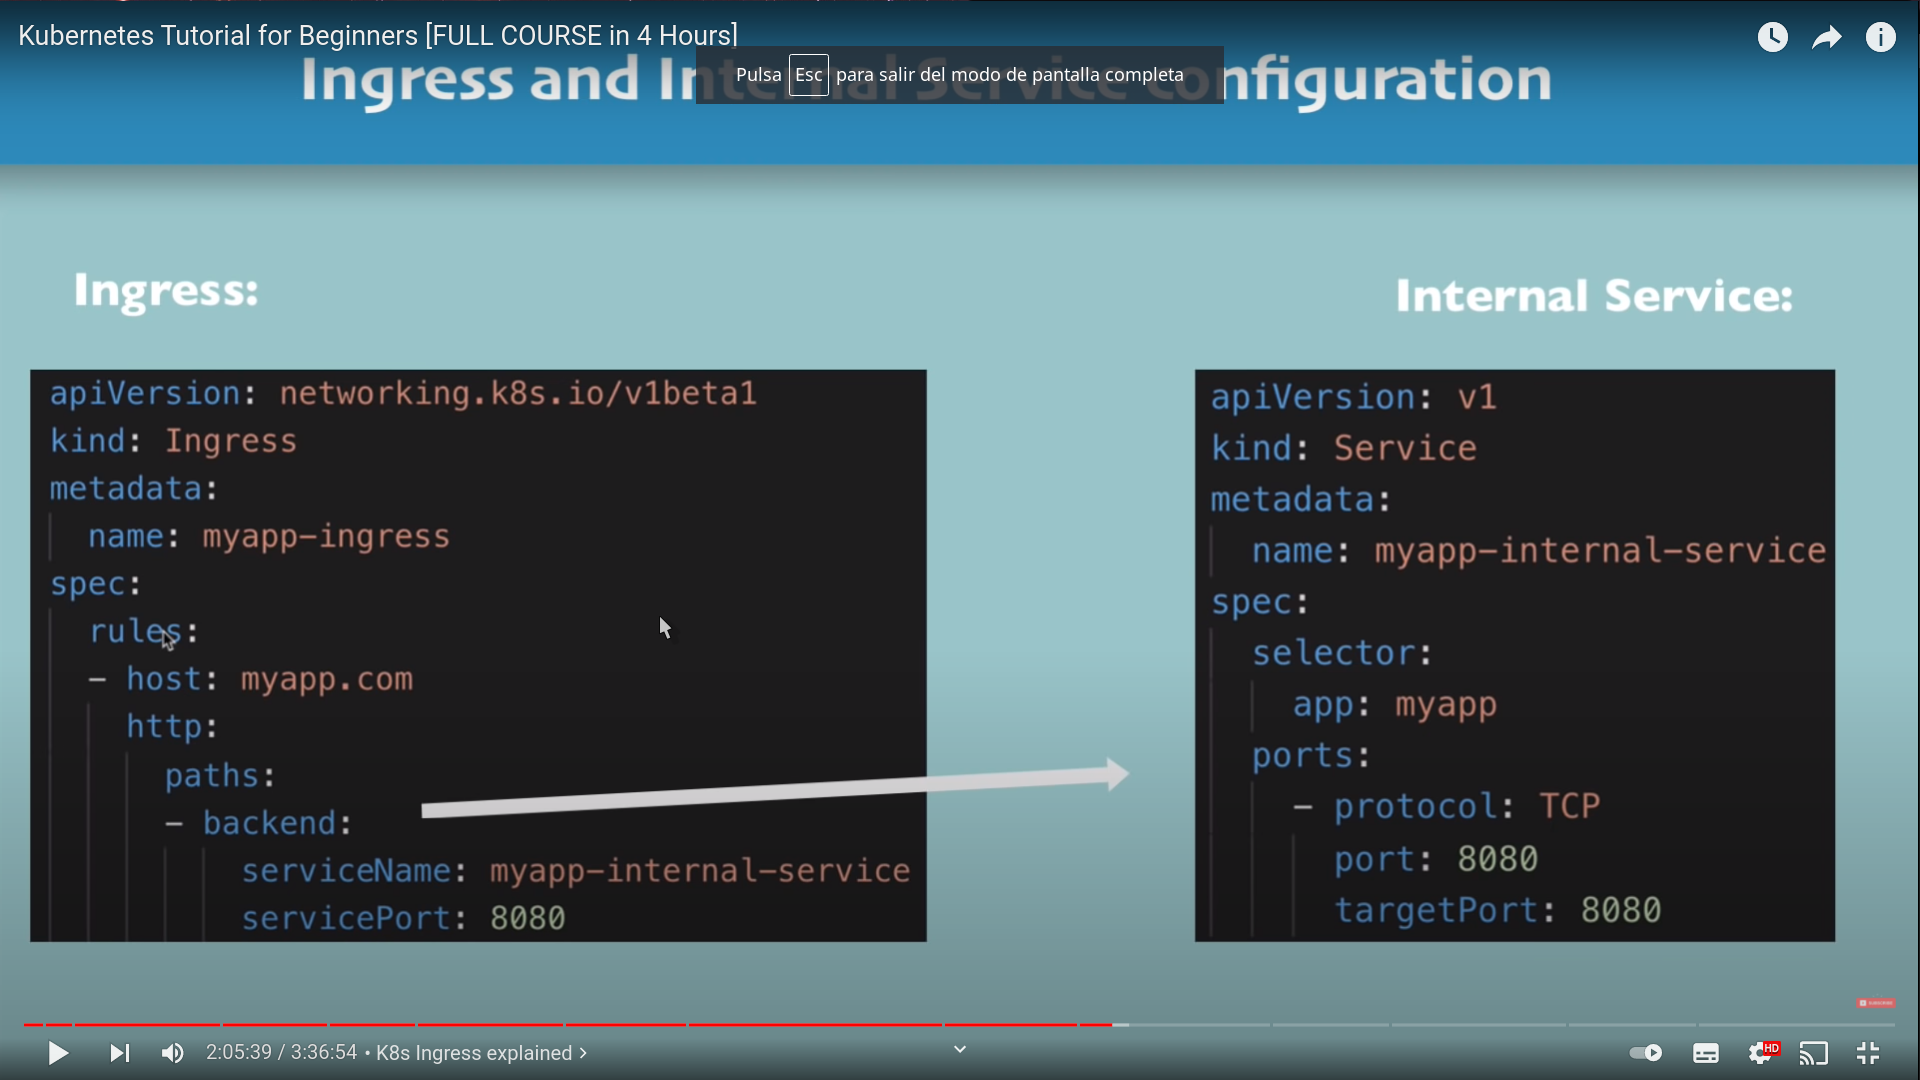 Kubernetes Tutorial for Beginners [FULL COURSE in 4 Hours]
Pulsa Esc para salir del modo de pantalla completa
Ingress and Internal Service configuration
Ingress:
apiVersion: networking.k8s.io/v1beta1
kind: Ingress
metadata:
name: myapp-ingress
spec:
rules:
- host: myapp.com
http:
paths:
- backend:
serviceName: myapp-internal-service
servicePort: 8080
Internal Service:
apiVersion: v1
kind: Service
metadata:
name: myapp-internal-service
spec:
selector:
app: myapp
ports:
- protocol: TCP
port: 8080
targetPort: 8080
SUBSCRIBE
2:05:39 / 3:36:54 • K8s Ingress explained >
HD